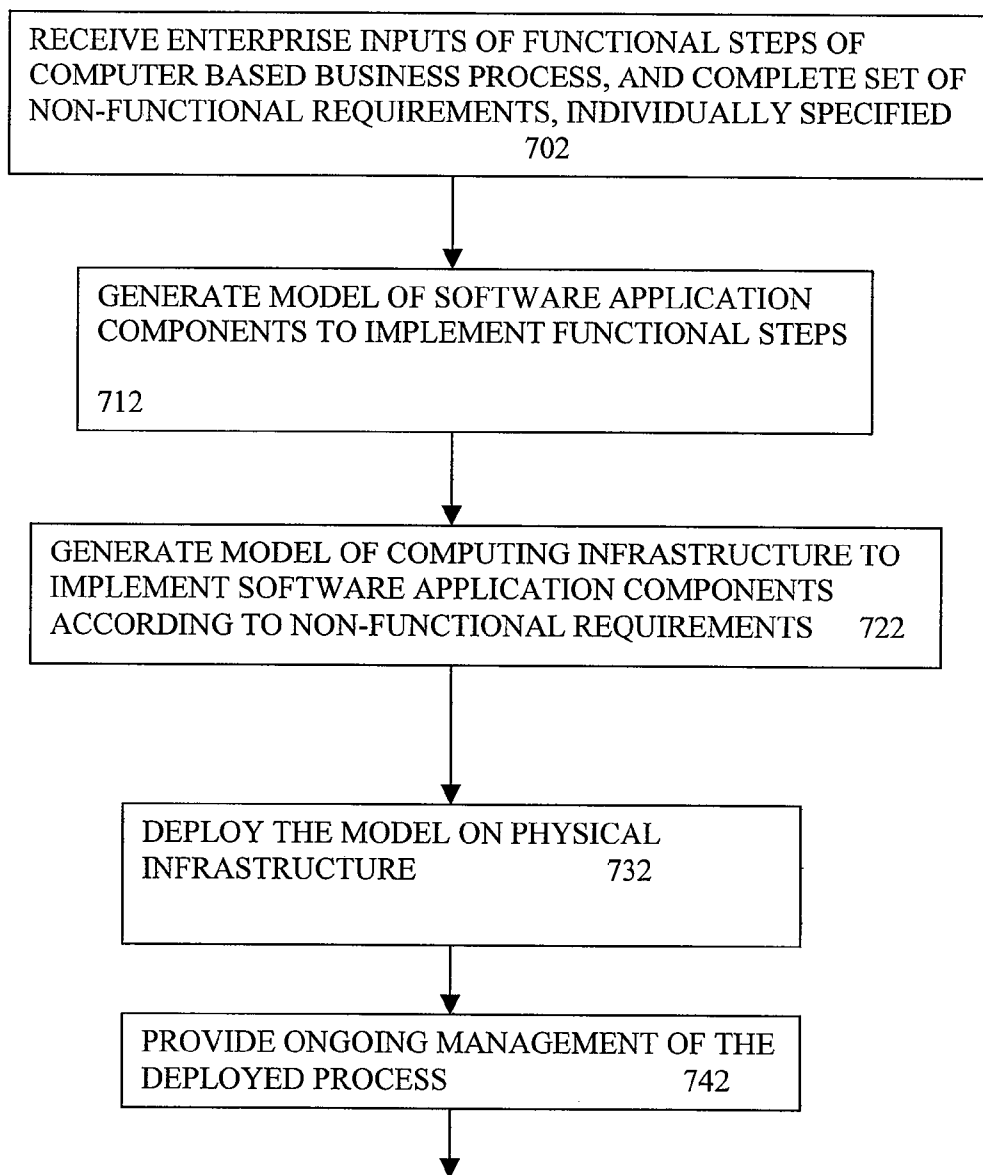 RECEIVE ENTERPRISE INPUTS OF FUNCTIONAL STEPS OF
COMPUTER BASED BUSINESS PROCESS, AND COMPLETE SET OF
NON-FUNCTIONAL REQUIREMENTS, INDIVIDUALLY SPECIFIED
702
GENERATE MODEL OF SOFTWARE APPLICATION
COMPONENTS TO IMPLEMENT FUNCTIONAL STEPS
712
GENERATE MODEL OF COMPUTING INFRASTRUCTURE TO
IMPLEMENT SOFTWARE APPLICATION COMPONENTS
ACCORDING TO NON-FUNCTIONAL REQUIREMENTS 722
DEPLOY THE MODEL ON PHYSICAL
INFRASTRUCTURE 732
PROVIDE ONGOING MANAGEMENT OF THE
DEPLOYED PROCESS 742